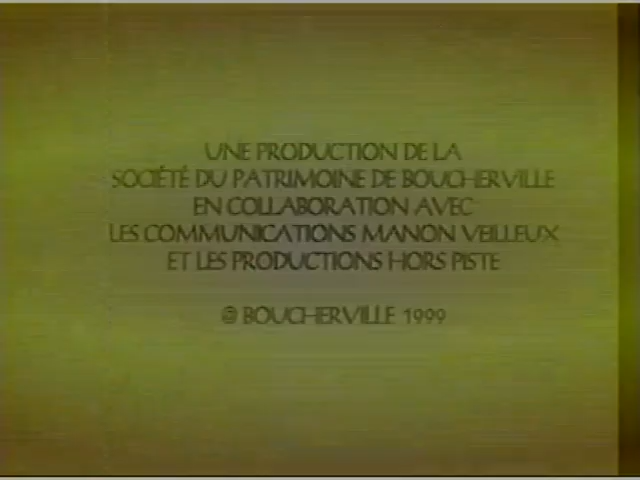 UNE PRODUCTION DE LA
SOCIÉTÉ DU PATRIMOINE DE BOUCHERVILLE
EN COLLABORATION AVEC
LES COMMUNICATIONS MANON VEILLEUX
ET LES PRODUCTIONS HORS PISTE
@ BOUCHERVILLE 1999